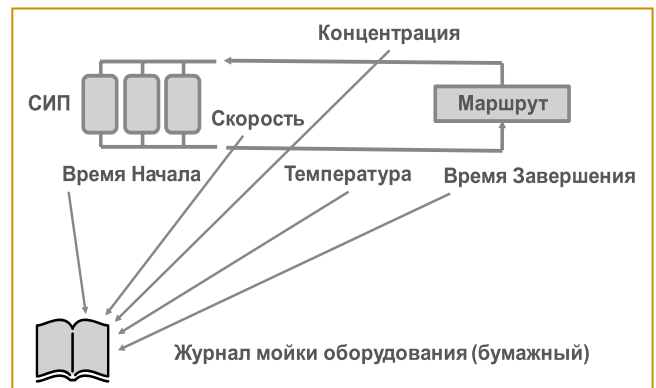 Концентрация
СИП
Маршрут
Скорость
Время Начала
Температура
Время Завершения
Журнал мойки оборудования (бумажный)